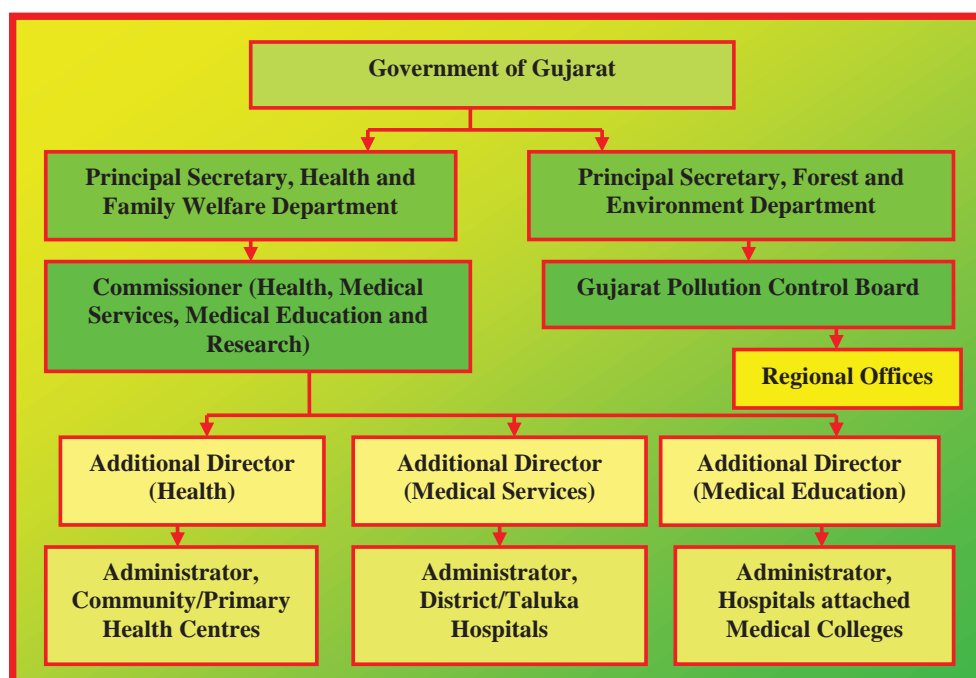 Government of Gujarat
Principal Secretary, Health and
Family Welfare Department
Principal Secretary, Forest and
Environment Department
Commissioner (Health, Medical
Services, Medical Education and
Research)
Gujarat Pollution Control Board
Regional Offices
Additional Director
(Health)
Additional Director
(Medical Services)
Additional Director
(Medical Education)
Administrator,
Community/Primary
Health Centres
Administrator,
District/Taluka
Hospitals
Administrator,
Hospitals attached
Medical Colleges